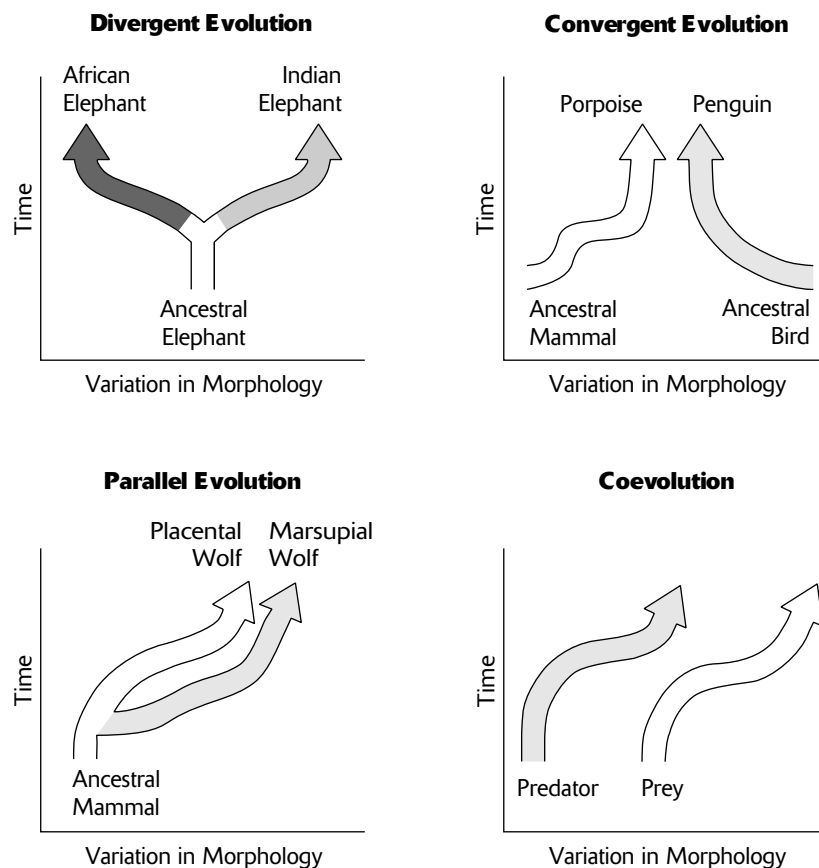 Divergent Evolution
African
Elephant
Indian
Elephant
Time
Ancestral
Elephant
Variation in Morphology
Convergent Evolution
Porpoise
Penguin
Time
Ancestral
Mammal
Ancestral
Bird
Variation in Morphology
Parallel Evolution
Placental
Wolf
Marsupial
Wolf
Time
Ancestral
Mammal
Variation in Morphology
Coevolution
Time
Predator
Prey
Variation in Morphology